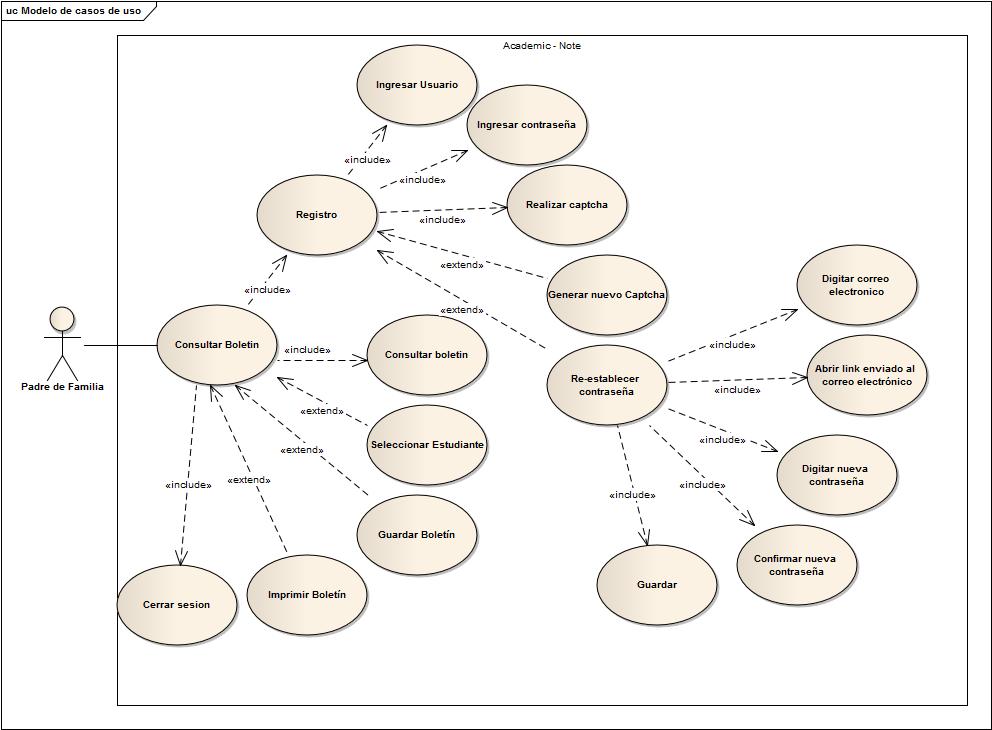 uc Modelo de casos de uso
Academic - Note
Ingresar Usuario
Ingresar contraseña
«include»
«include»
Realizar captcha
Registro
«include»
«extend»
Generar nuevo Captcha
«include»
«extend»
Digitar correo
electronico
Consultar Boletin
«include»
Consultar boletin
«include»
Abrir link enviado al
correo electrónico
Re-establecer
contraseña
«include»
Padre de Familia
«extend»
Seleccionar Estudiante
«include»
«extend»
Digitar nueva
contraseña
«include»
«extend»
«include»
«include»
Guardar Boletín
Confirmar nueva
contraseña
Guardar
Imprimir Boletín
Cerrar sesion